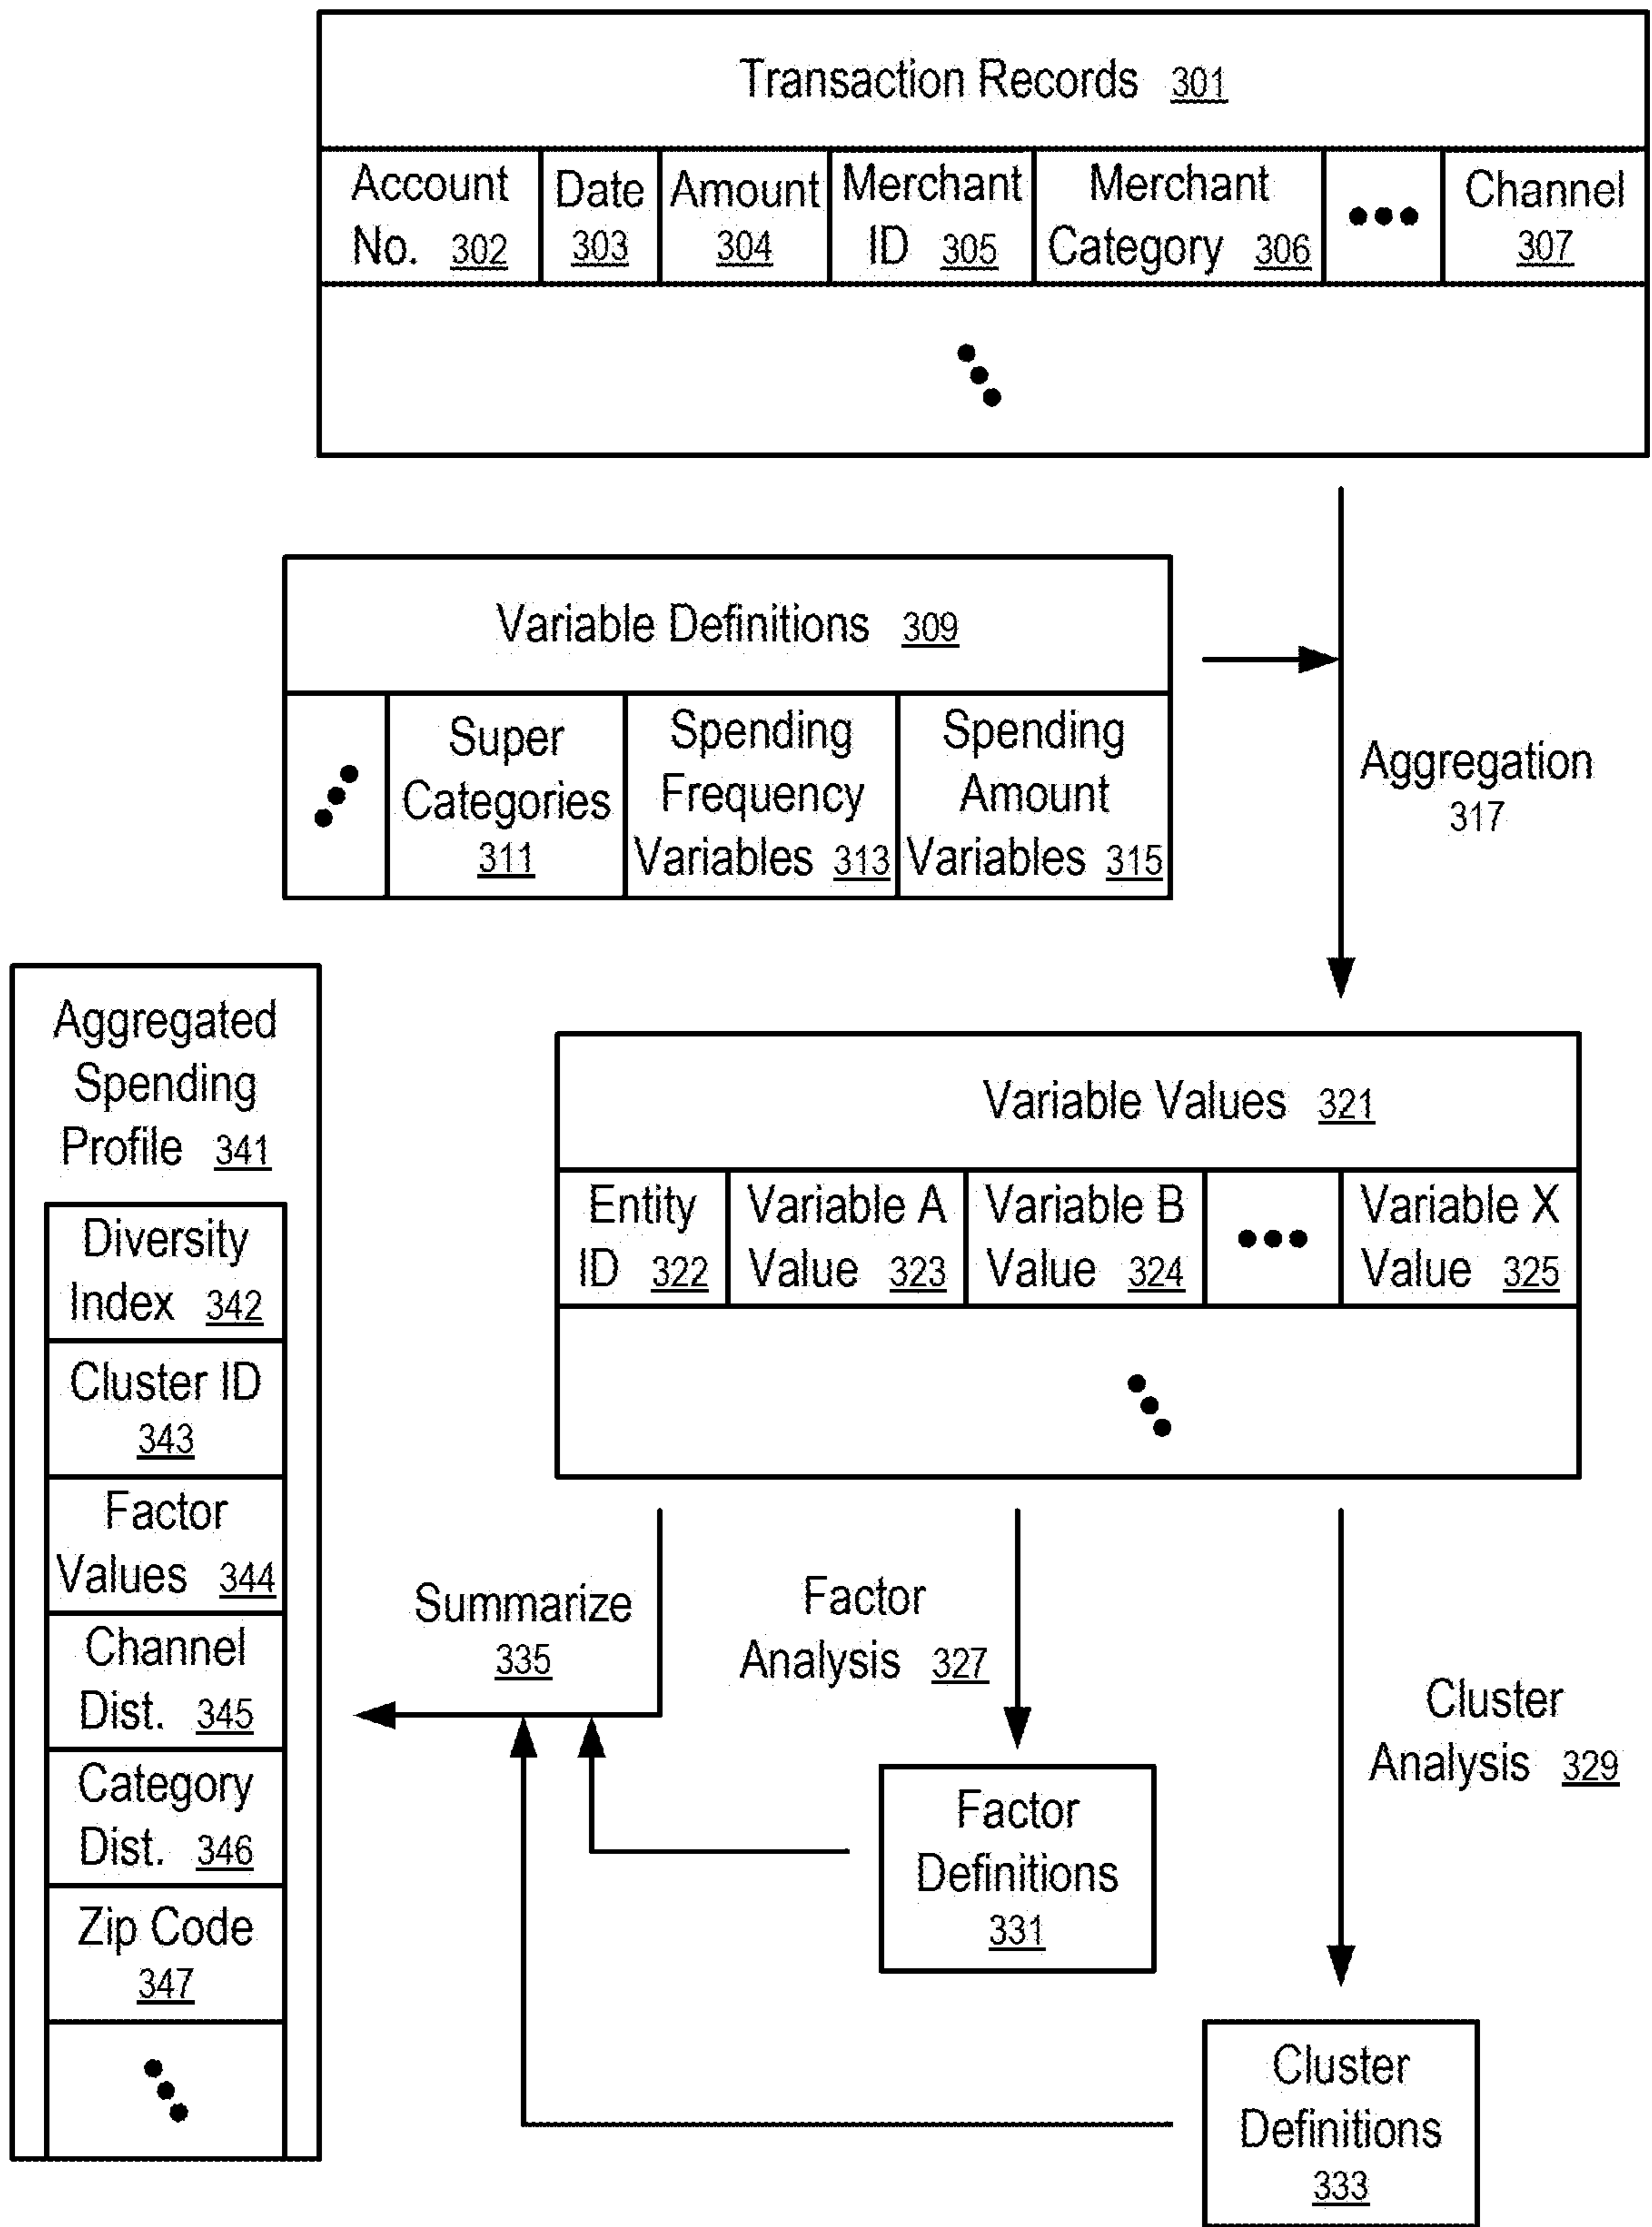 Transaction Records 301
Account
No. 302
Date
303
Amount
304
Merchant
ID 305
Merchant
Category 306
Channel
307
Variable Definitions 309
Super
Categories
311
Spending
Frequency
Variables 313
Spending
Amount
Variables 315
Aggregation
317
Aggregated
Spending
Profile 341
Diversity
Index 342
Cluster ID
343
Factor
Values 344
Channel
Dist. 345
Category
Dist. 346
Zip Code
347
Variable Values 321
Entity
ID 322
Variable A
Value 323
Variable B
Value 324
Variable X
Value 325
Summarize
335
Factor
Analysis 327
Cluster
Analysis 329
Factor
Definitions
331
Cluster
Definitions
333